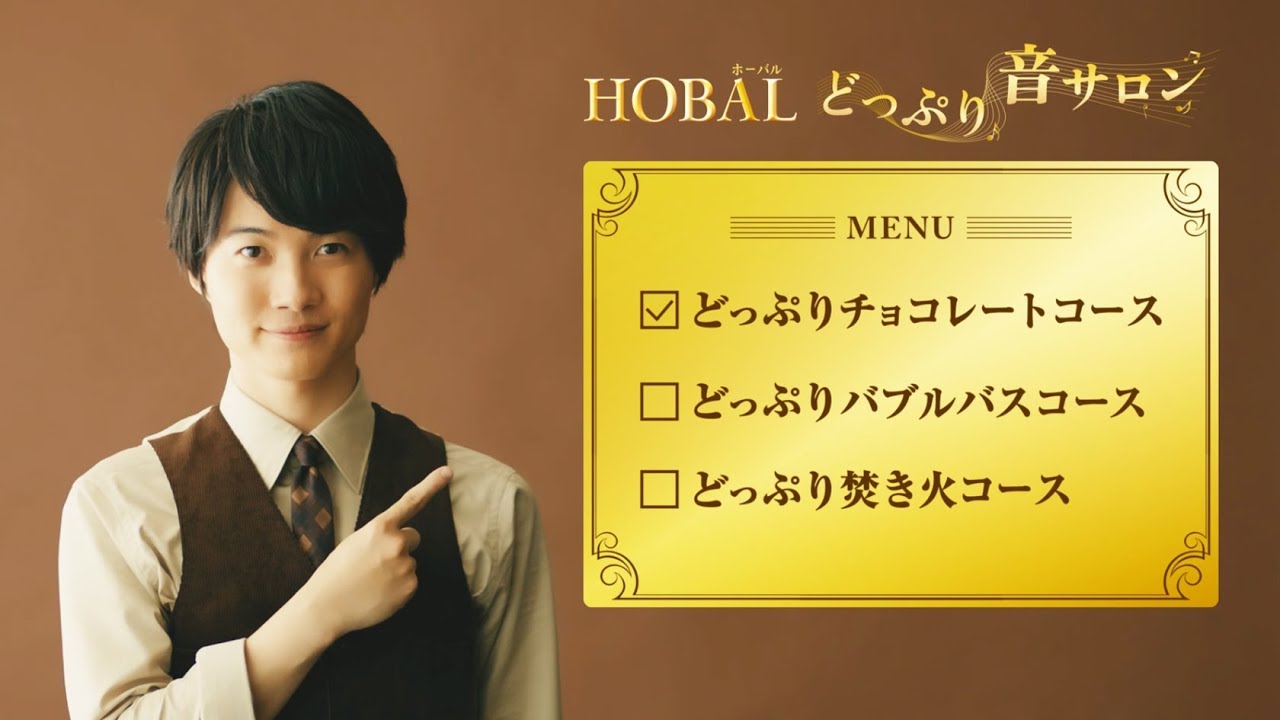 HOBAL ホーバル どっぷり音サロン
MENU
☑ どっぷりチョコレートコース
☐ どっぷりバブルバスコース
☐ どっぷり焚き火コース